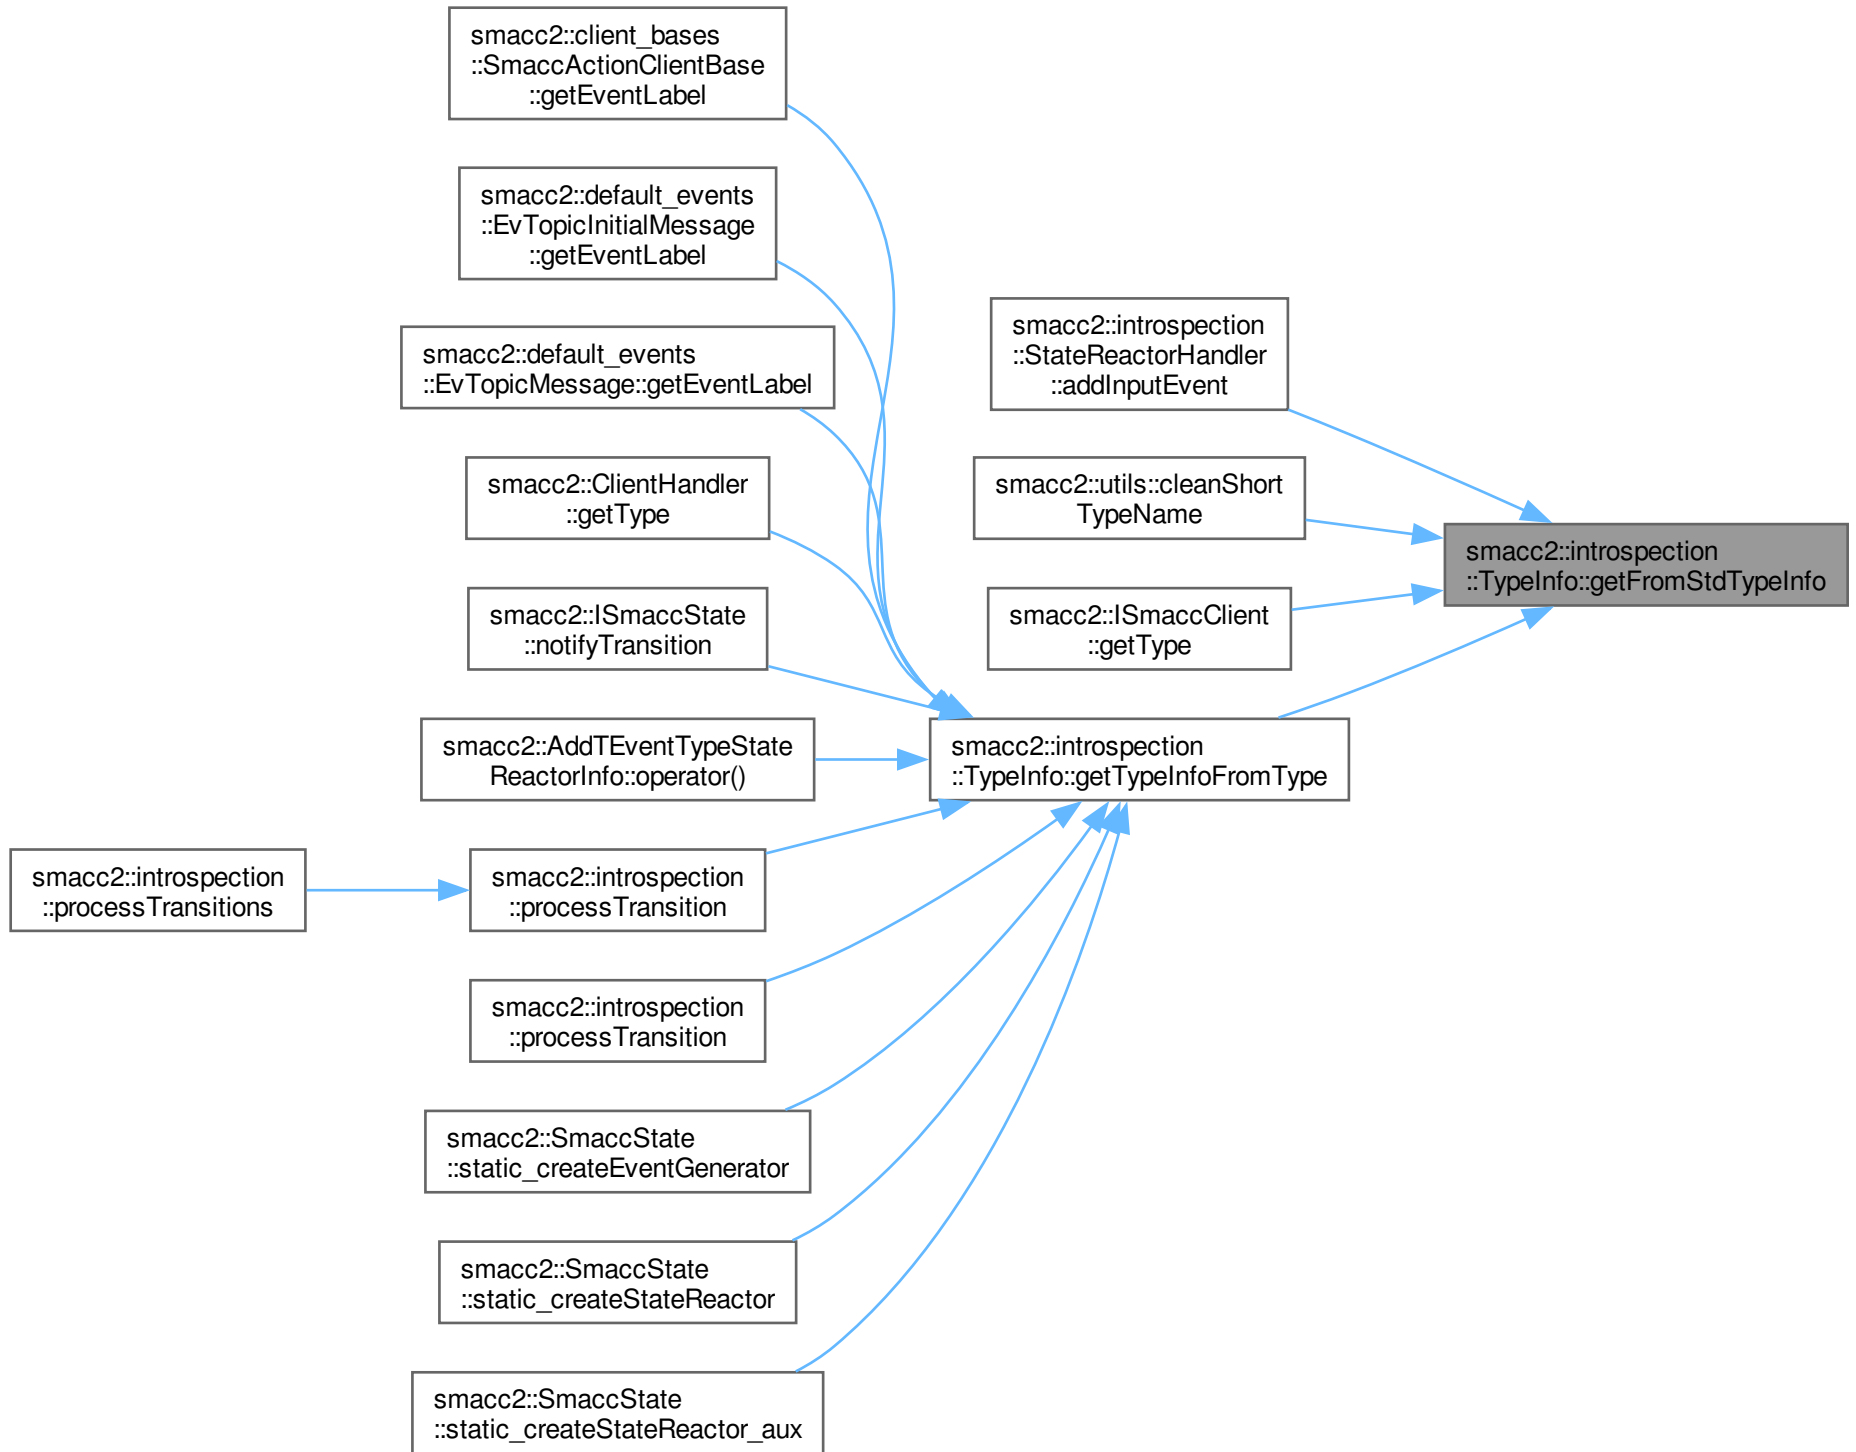 smacc2::client_bases
::SmaccActionClientBase
::getEventLabel
smacc2::default_events
::EvTopicInitialMessage
::getEventLabel
smacc2::default_events
::EvTopicMessage::getEventLabel
smacc2::ClientHandler
::getType
smacc2::ISmaccState
::notifyTransition
smacc2::AddTEventTypeState
ReactorInfo::operator()
smacc2::introspection
::processTransitions
smacc2::introspection
::processTransition
smacc2::introspection
::processTransition
smacc2::SmaccState
::static_createEventGenerator
smacc2::SmaccState
::static_createStateReactor
smacc2::SmaccState
::static_createStateReactor_aux
smacc2::introspection
::StateReactorHandler
::addInputEvent
smacc2::utils::cleanShort
TypeName
smacc2::ISmaccClient
::getType
smacc2::introspection
::TypeInfo::getTypeInfoFromType
smacc2::introspection
::TypeInfo::getFromStdTypeInfo